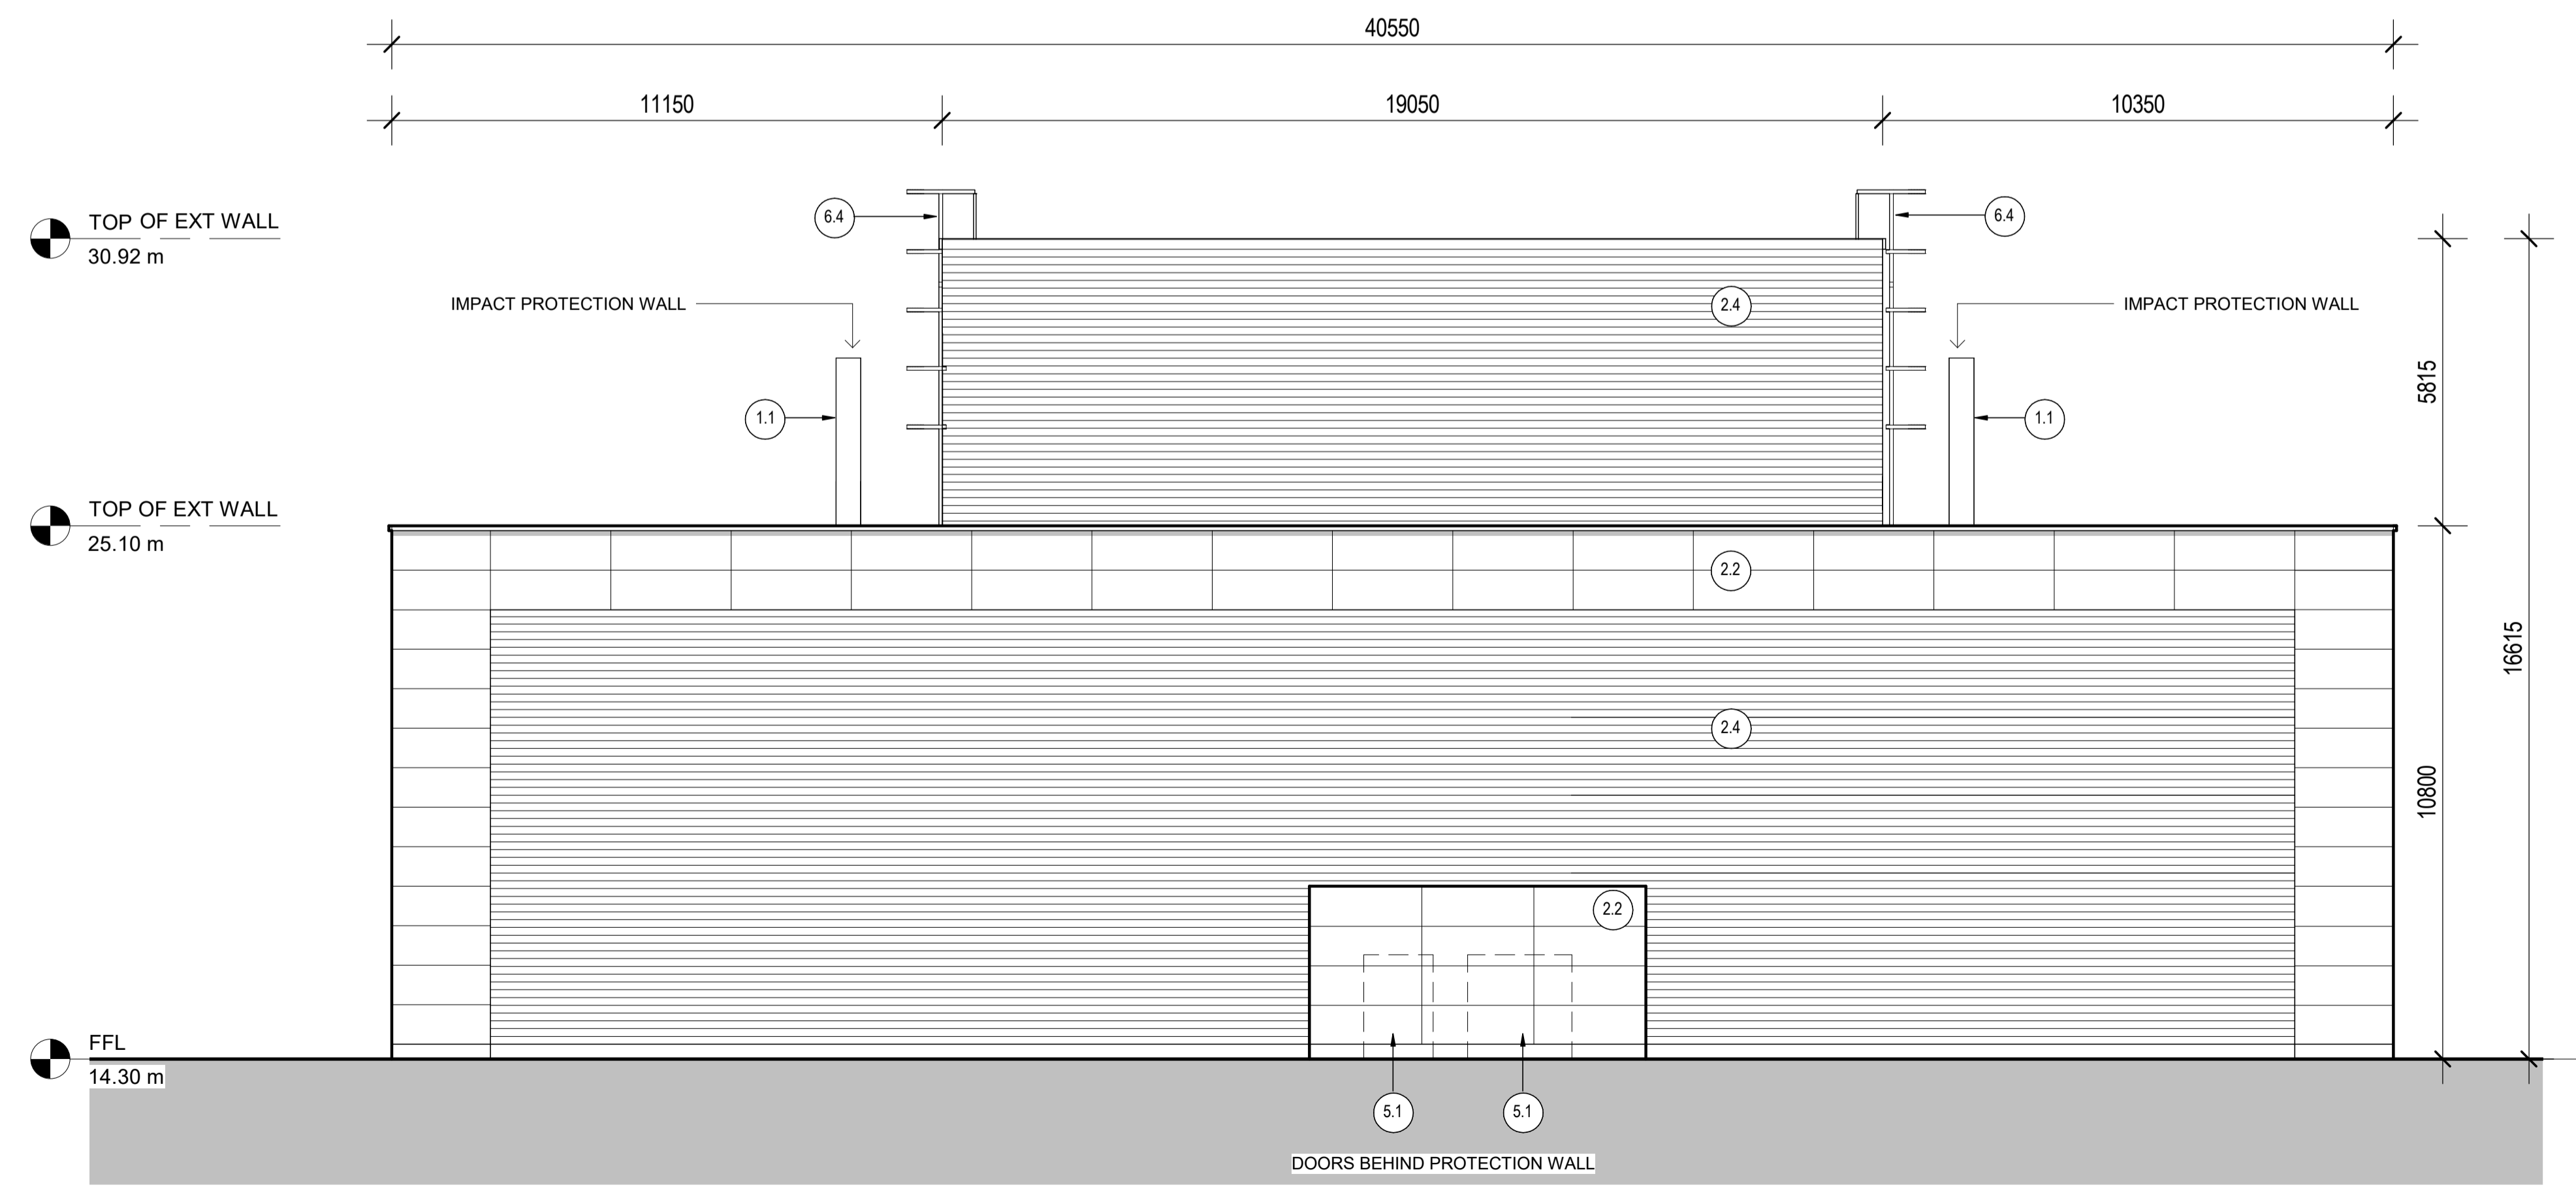 40550
11150 19050 10350
TOP OF EXT WALL
30.92 m
6.4 6.4
IMPACT PROTECTION WALL
IMPACT PROTECTION WALL
2.4
5815
1.1 1.1
TOP OF EXT WALL
25.10 m
2.2
16615
2.4
10800
2.2
FFL
14.30 m
5.1 5.1
DOORS BEHIND PROTECTION WALL